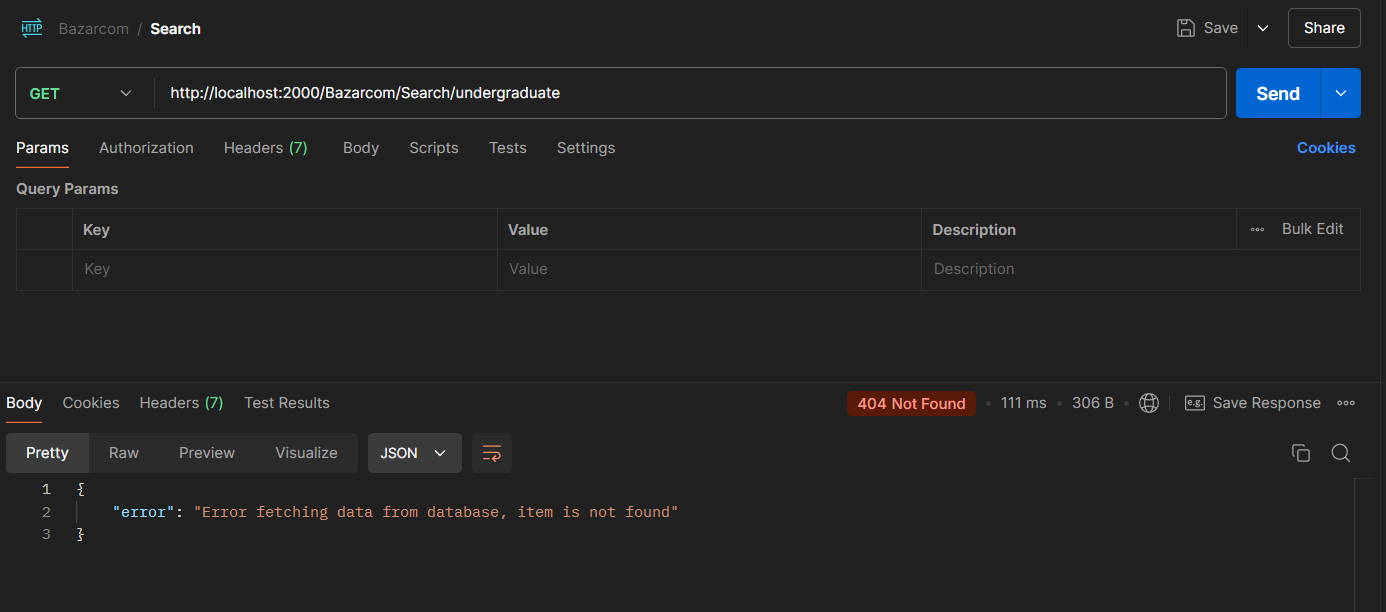 HTTP Bazarcom / Search Save Share
GET http://localhost:2000/Bazarcom/Search/undergraduate Send
Params Authorization Headers (7) Body Scripts Tests Settings Cookies
Query Params
Key Value Description ooo Bulk Edit
Key Value Description
Body Cookies Headers (7) Test Results 404 Not Found • 111 ms • 306 B • e.g. Save Response ooo
Pretty Raw Preview Visualize JSON
1 {
2 "error": "Error fetching data from database, item is not found"
3 }